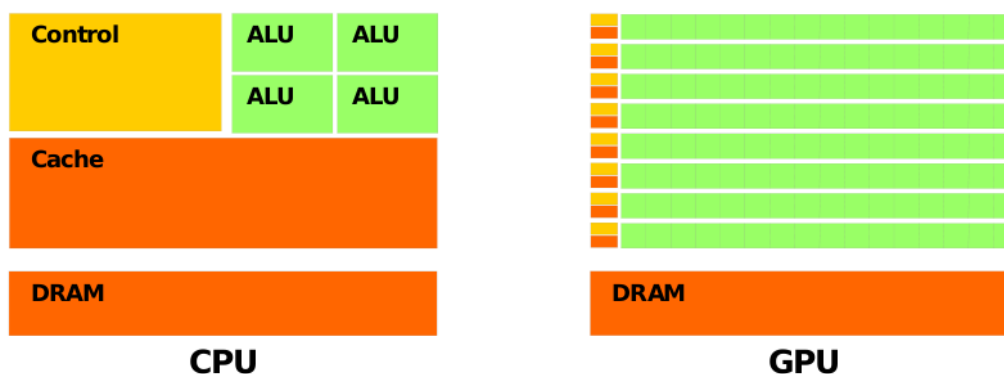 Control
ALU ALU
ALU ALU
Cache
DRAM
CPU
DRAM
GPU